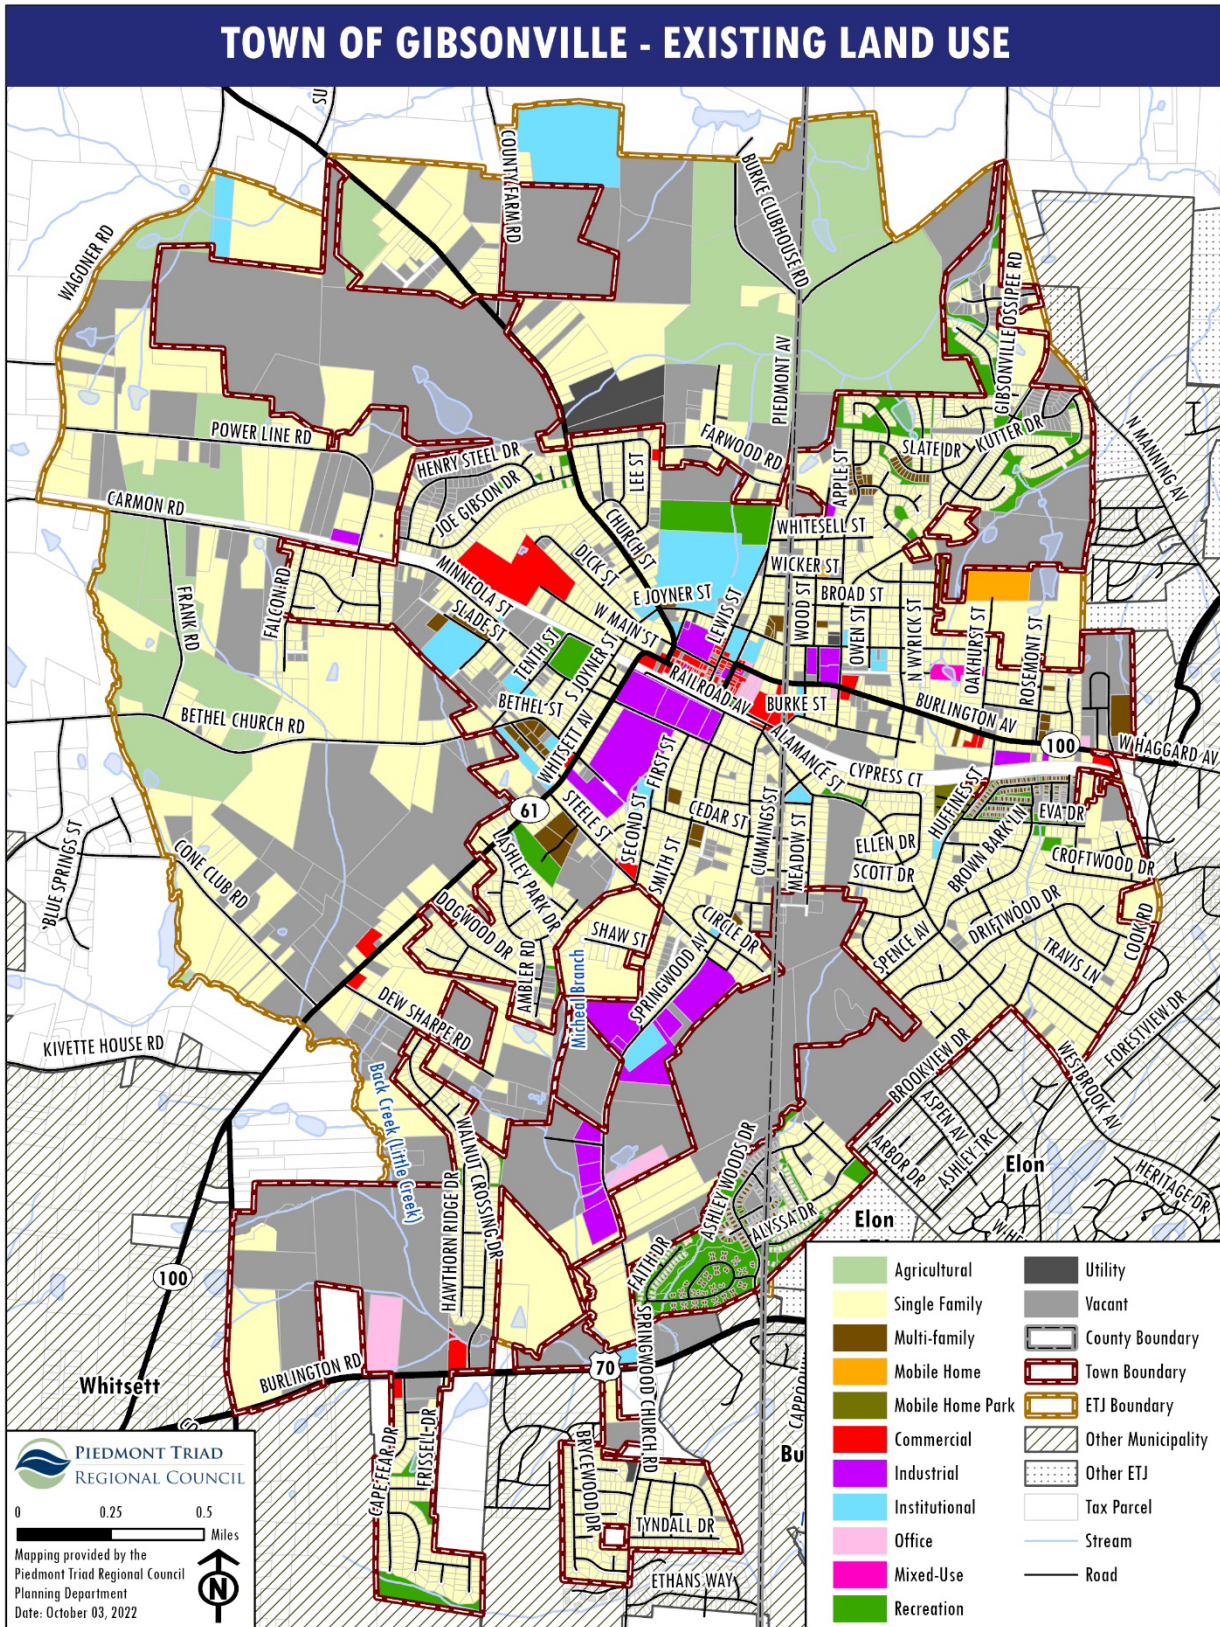 TOWN OF GIBSONVILLE - EXISTING LAND USE
SU
COUNTY FARM RD
BURKE CLUBHOUSE RD
WAGONER RD
GIBSONVILLE OSSIPEE RD
PIEDMONT AV
POWER LINE RD
HENRY STEEL DR
JOE GIBSON DR
LEE ST
FARWOOD RD
APPLE ST
SLATE DR
KUTTER DR
N MANNING AV
CARMON RD
CHURCH ST
WHITESELL ST
DICK ST
WICKER ST
MINNEOLA ST
E JOYNER ST
BROAD ST
SLADE ST
W MAIN ST
LEWIS ST
WOOD ST
OWEN ST
N WYRICK ST
OAKHURST ST
ROSEMONT ST
FRANK RD
FALCON RD
TENTH ST
S JOYNER ST
RAILROAD AV
BURKE ST
BURLINGTON AV
BETHEL ST
BETHEL CHURCH RD
WHITSETT AV
ALAMANCE ST
100
W HAGGARD AV
CYPRESS CT
FIRST ST
61
STEELE ST
SECOND ST
CEDAR ST
CUMMINGS ST
MEADOW ST
HUFFINES ST
EVA DR
ELLEN DR
BROWN BARK LN
SCOTT DR
CROFTWOOD DR
BLUE SPRINGS ST
CONE CLUB RD
LASHLEY PARK DR
SMITH ST
DOGWOOD DR
CIRCLE DR
SHAW ST
SPENCE AV
DRIFTWOOD DR
COOK RD
TRAVIS LN
AMBLER RD
SPRINGWOOD AV
Micheal Branch
DEW SHARPE RD
KIVETTE HOUSE RD
FORESTVIEW DR
WESTBROOK AV
BROOKVIEW DR
Back Creek (Little Creek)
ASPEN AV
ARBOR DR
ASHLEY TRC
Elon
HERITAGE DR
WALNUT CROSSING DR
HAWTHORN RIDGE DR
ASHLEY WOODS DR
ALYSSA DR
FAITH DR
Elon
100
Whitsett
BURLINGTON RD
70
SPRINGWOOD CHURCH RD
CAPE FEAR DR
FRISSELL DR
BRYCEWOOD DR
TYNDALL DR
ETHANS WAY
Bu
Agricultural
Single Family
Multi-family
Mobile Home
Mobile Home Park
Commercial
Industrial
Institutional
Office
Mixed-Use
Recreation
Utility
Vacant
County Boundary
Town Boundary
ETJ Boundary
Other Municipality
Other ETJ
Tax Parcel
Stream
Road
PIEDMONT TRIAD
REGIONAL COUNCIL
0 0.25 0.5
Miles
Mapping provided by the
Piedmont Triad Regional Council
Planning Department
Date: October 03, 2022
N